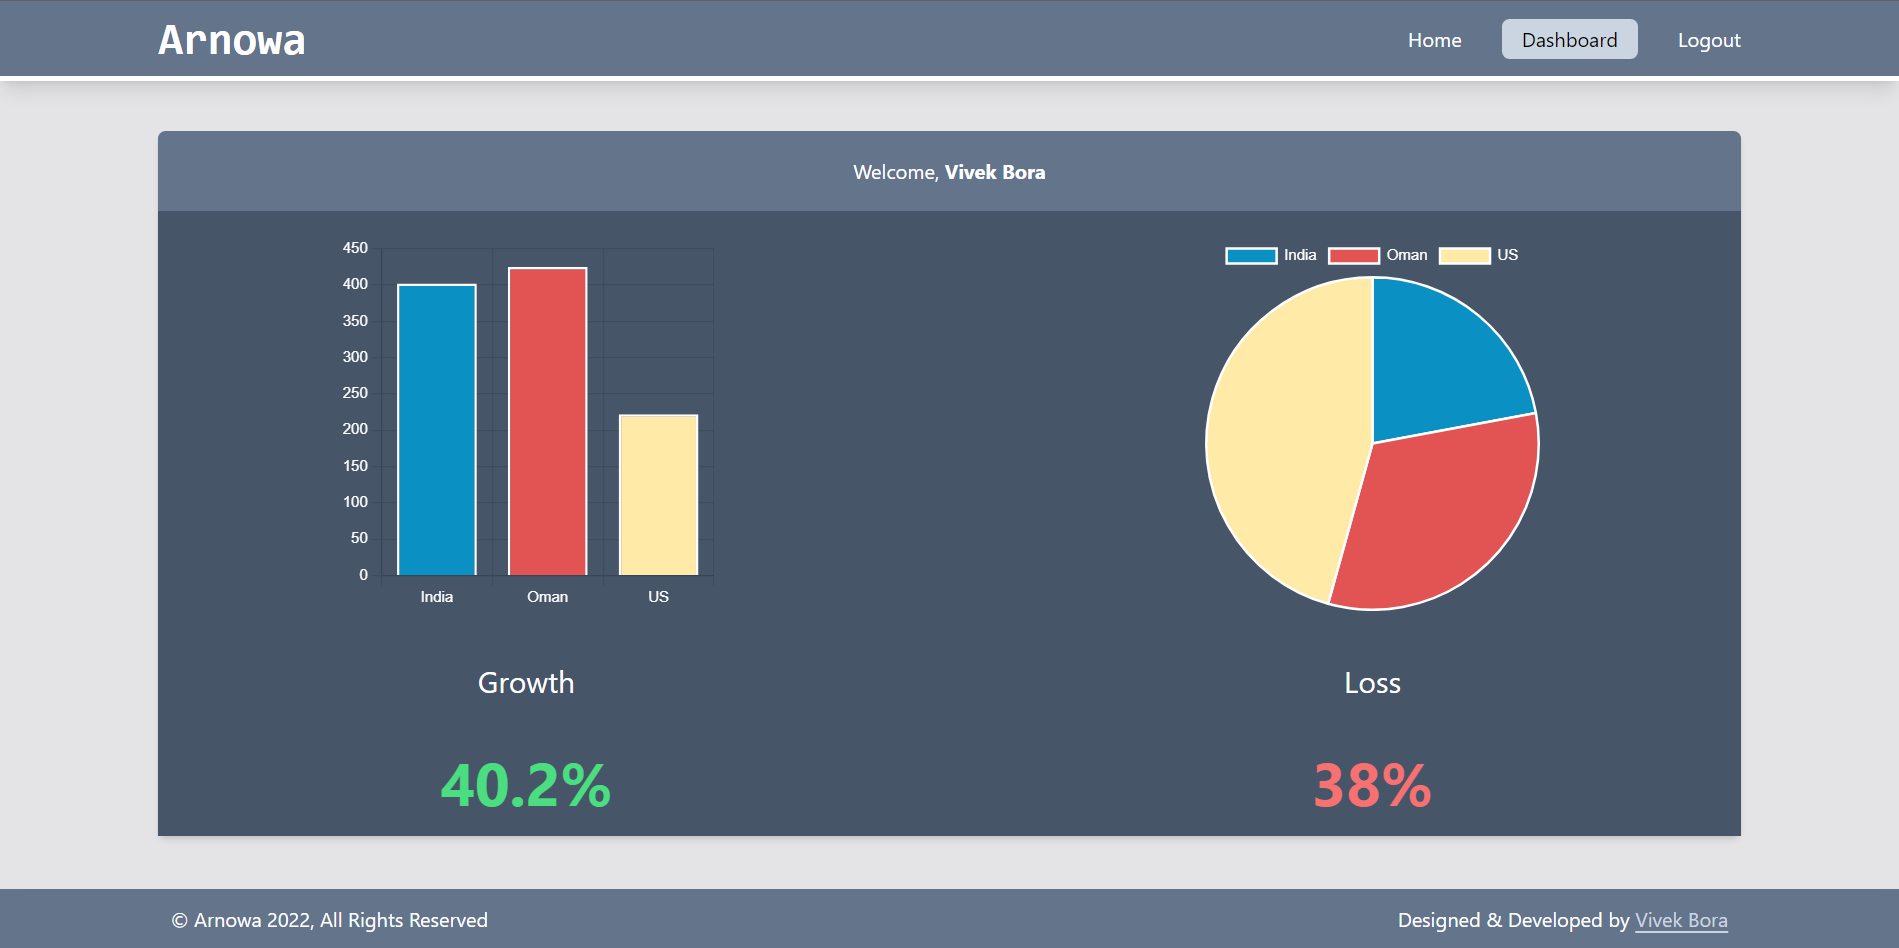 Arnowa
Home Dashboard Logout
Welcome, Vivek Bora
450
400
350
300
250
200
150
100
50
0
India Oman US
India Oman US
Growth
40.2%
Loss
38%
© Arnowa 2022, All Rights Reserved
Designed & Developed by Vivek Bora